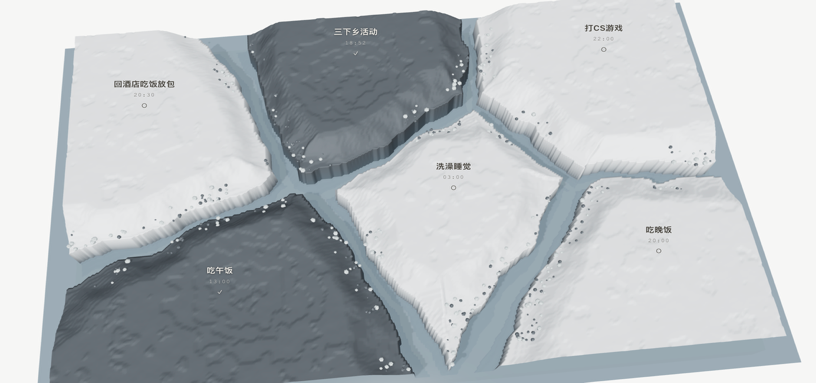 三下乡活动
打CS游戏
22:00
回酒店吃饭放包
20:30
洗澡睡觉
03:00
吃晚饭
吃午饭